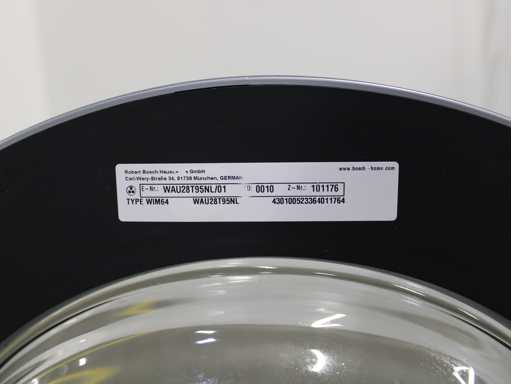 Robert Bosch GmbH www.bosch-home.com
Carl-Wery-Straße 34, 81739 München, GERMANY
E-Nr.: WAU28T95NL/01 D: 0010 Z-Nr.: 101176
TYPE WIM64 WAU28T95NL 430100523364011764